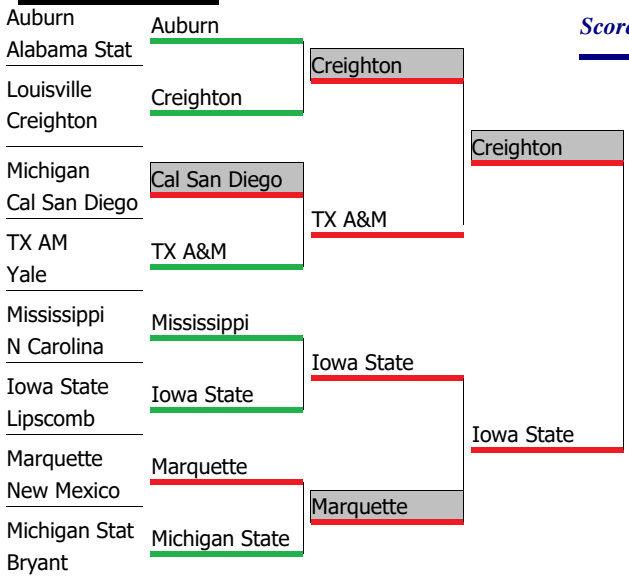 Auburn
Alabama Stat
Louisville
Creighton
Michigan
Cal San Diego
TX AM
Yale
Mississippi
N Carolina
Iowa State
Lipscomb
Marquette
New Mexico
Michigan Stat
Bryant
Auburn
Creighton
Cal San Diego
TX A&M
Mississippi
Iowa State
Marquette
Michigan State
Creighton
TX A&M
Iowa State
Marquette
Creighton
Iowa State